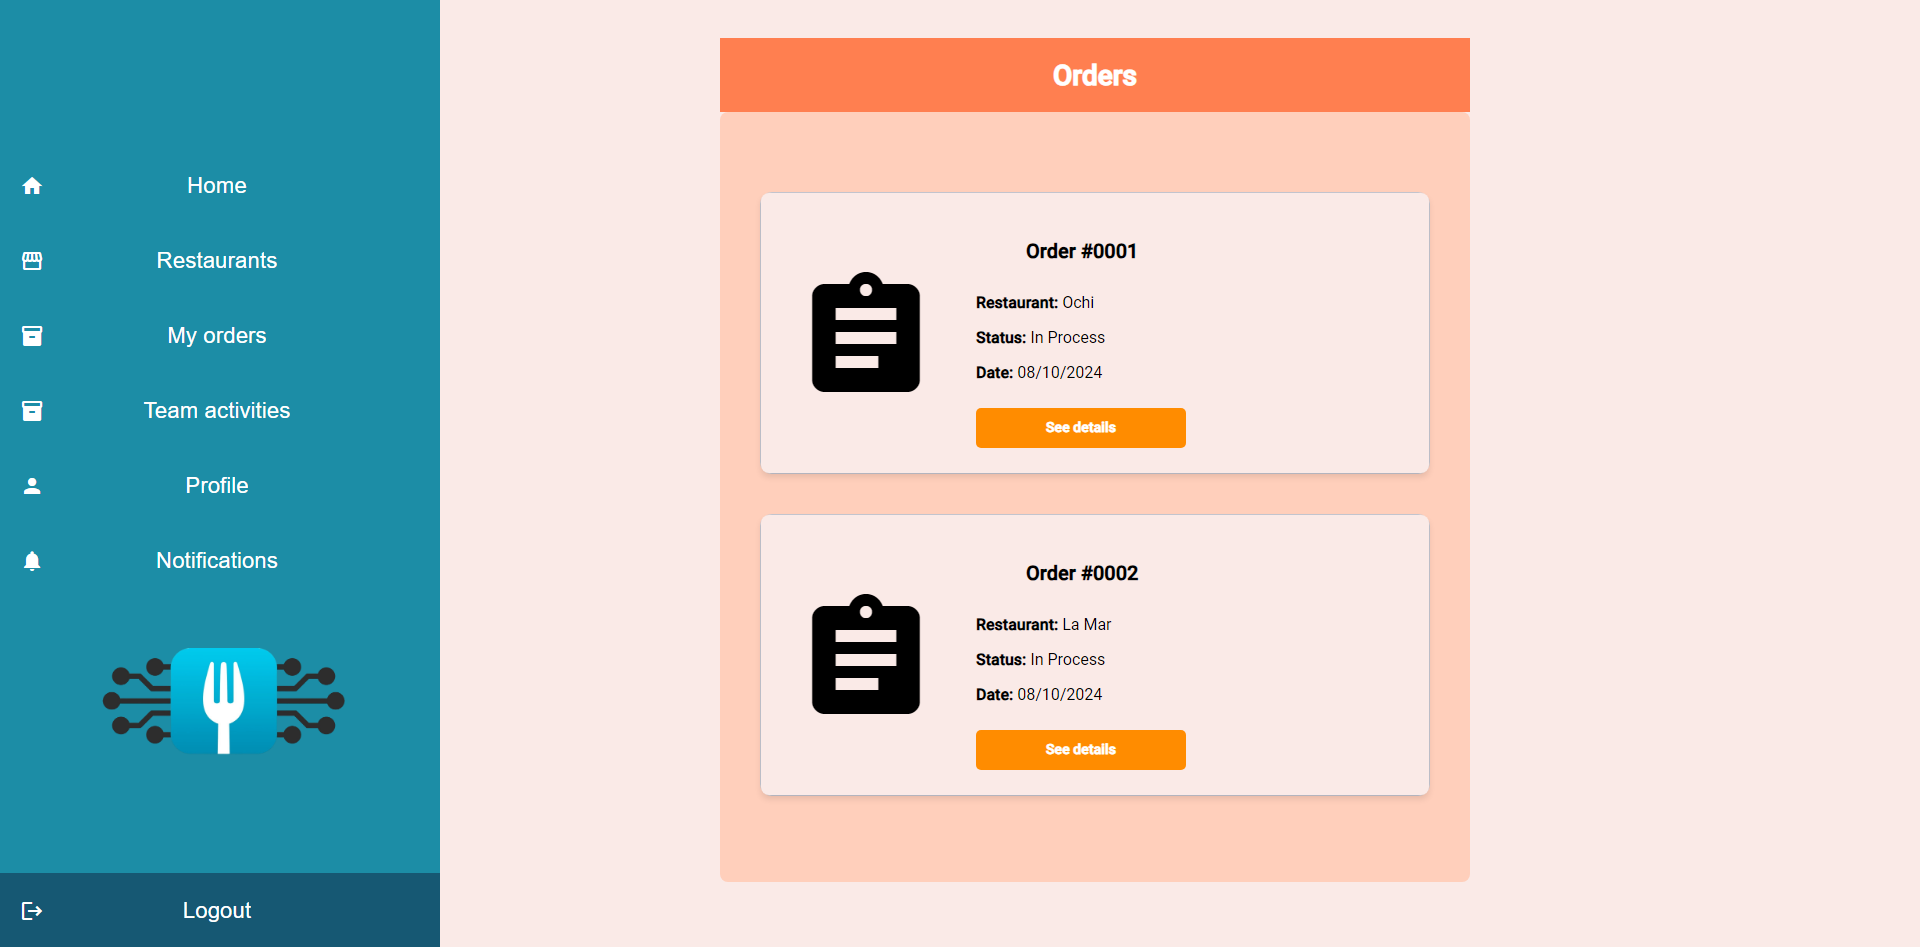 Home
Restaurants
My orders
Team activities
Profile
Notifications
Logout
Orders
Order #0001
Restaurant: Ochi
Status: In Process
Date: 08/10/2024
See details
Order #0002
Restaurant: La Mar
Status: In Process
Date: 08/10/2024
See details